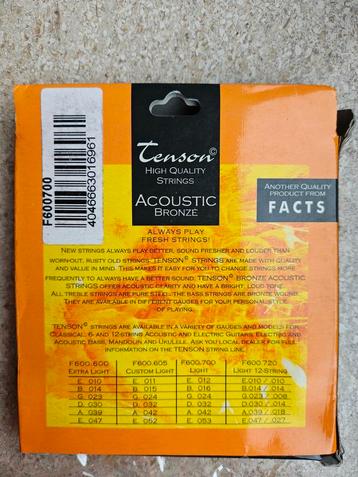 Tenson©
HIGH QUALITY
STRINGS
ACOUSTIC
BRONZE
ANOTHER QUALITY
PRODUCT FROM
FACTS
F600700
4046663016961
ALWAYS PLAY
FRESH STRINGS!
NEW STRINGS ALWAYS PLAY BETTER, SOUND FRESHER AND LOUDER THAN
WORN-OUT, RUSTY OLD STRINGS. TENSON© STRINGS ARE MADE WITH QUALITY
AND VALUE IN MIND. THIS MAKES IT EASY FOR YOU TO CHANGE STRINGS MORE
FREQUENTLY TO ALWAYS HAVE A BETTER SOUND. TENSON© BRONZE ACOUSTIC
STRINGS OFFER ACOUSTIC CLARITY AND HAVE A BRIGHT, LOUD TONE.
ALL TREBLE STRINGS ARE PURE STEEL/THE BASS STRINGS ARE BRONZE WOUND.
THEY ARE AVAILABLE IN DIFFERENT GAUGES FOR YOUR PERSONAL STYLE
OF PLAYING.
TENSON© STRINGS ARE AVAILABLE IN A VARIETY OF GAUGES AND MODELS FOR
CLASSICAL, 6- AND 12-STRING ACOUSTIC AND ELECTRIC GUITARS, ELECTRIC AND
ACOUSTIC BASS, MANDOLIN AND UKULELE. ASK YOU LOCAL DEALER FOR FULL
INFORMATION ON THE TENSON STRING LINE.
F600.600 F600.605 F600.700 F600.720
EXTRA LIGHT CUSTOM LIGHT LIGHT LIGHT 12-STRING
E. .010 E. .011 E. .012 E. .010 / .010
B. .014 B. .015 B. .016 B. .014 / .014
G. .023 G. .024 G. .024 G. .023 / .008
D. .030 D. .032 D. .032 D. .030 / .014
A. .039 A. .042 A. .042 A. .039 / .018
E. .047 E. .052 E. .053 E. .047 / .027